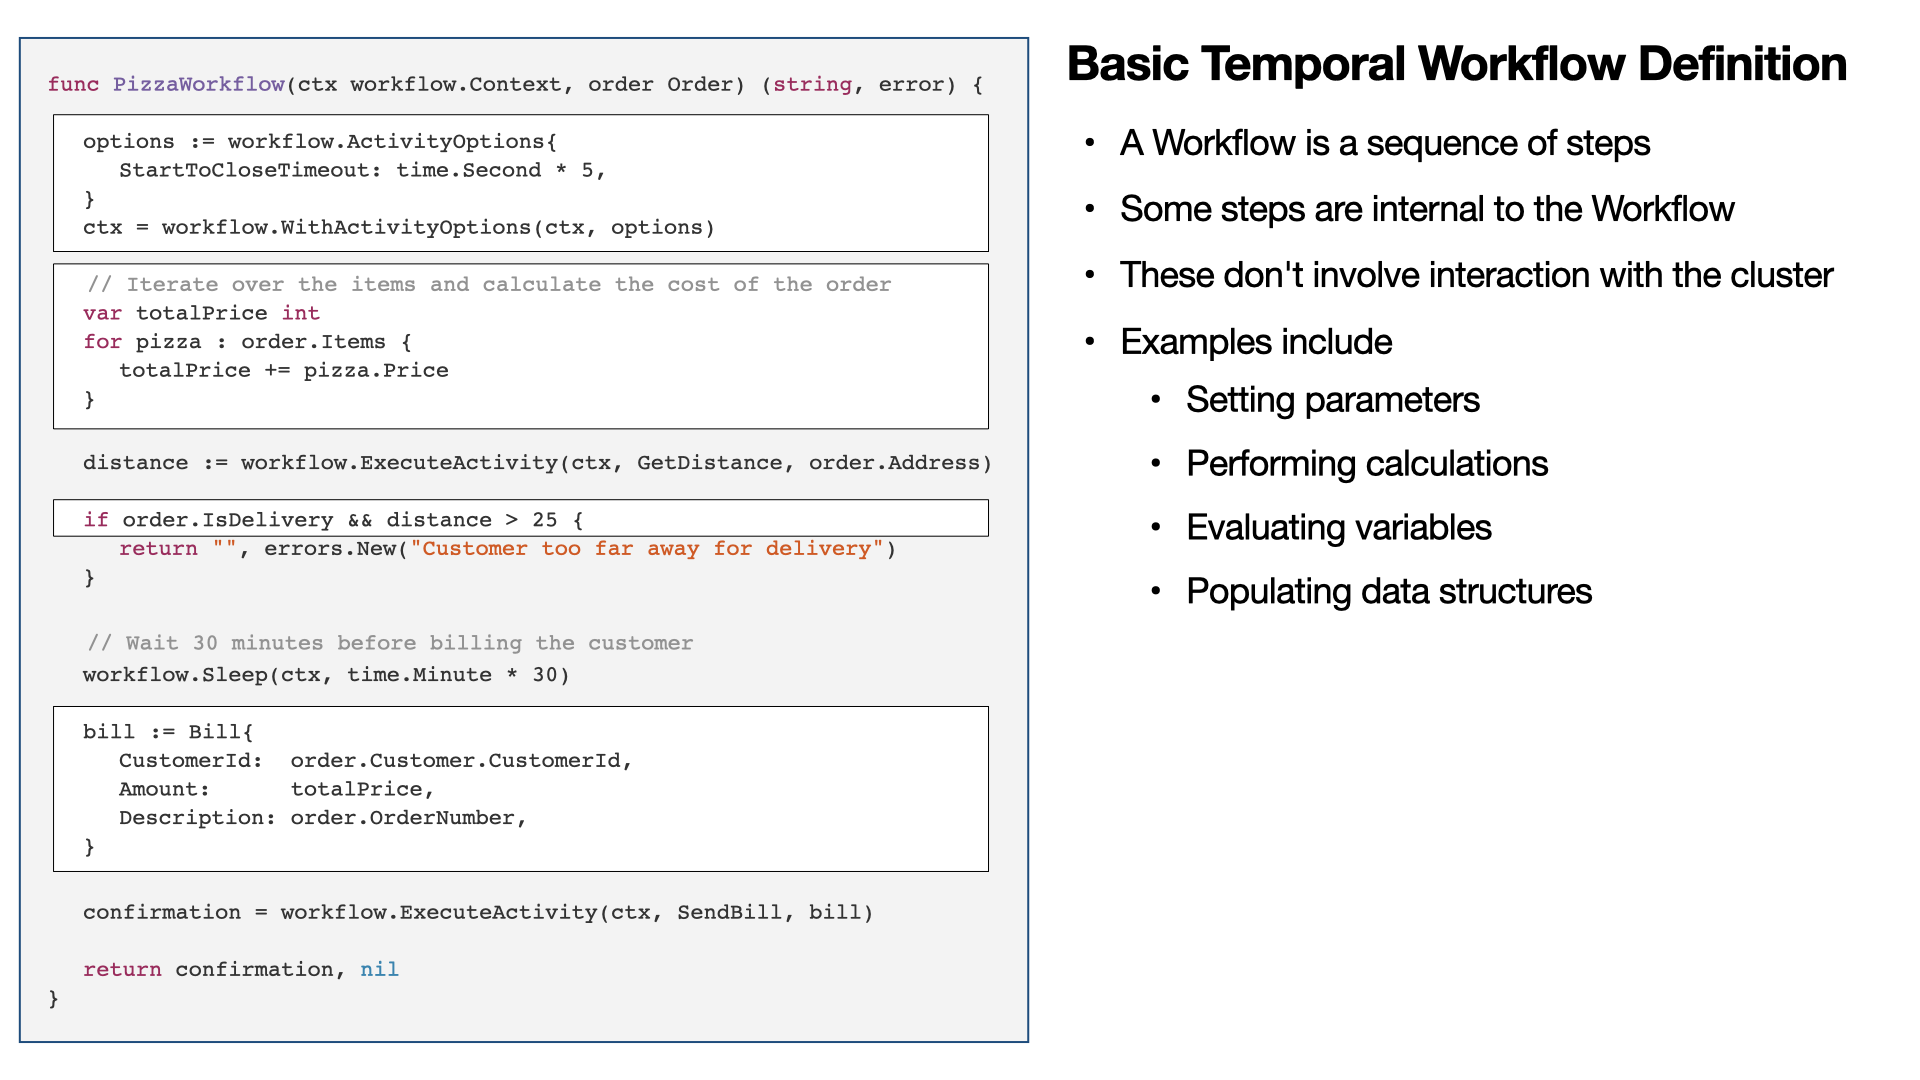 func PizzaWorkflow(ctx workflow.Context, order Order) (string, error) {
options := workflow.ActivityOptions{
StartToCloseTimeout: time.Second * 5,
}
ctx = workflow.WithActivityOptions(ctx, options)
// Iterate over the items and calculate the cost of the order
var totalPrice int
for pizza : order.Items {
totalPrice += pizza.Price
}
distance := workflow.ExecuteActivity(ctx, GetDistance, order.Address)
if order.IsDelivery && distance > 25 {
return "", errors.New("Customer too far away for delivery")
}
// Wait 30 minutes before billing the customer
workflow.Sleep(ctx, time.Minute * 30)
bill := Bill{
CustomerId: order.Customer.CustomerId,
Amount: totalPrice,
Description: order.OrderNumber,
}
confirmation = workflow.ExecuteActivity(ctx, SendBill, bill)
return confirmation, nil
}
Basic Temporal Workflow Definition
• A Workflow is a sequence of steps
• Some steps are internal to the Workflow
• These don't involve interaction with the cluster
• Examples include
• Setting parameters
• Performing calculations
• Evaluating variables
• Populating data structures